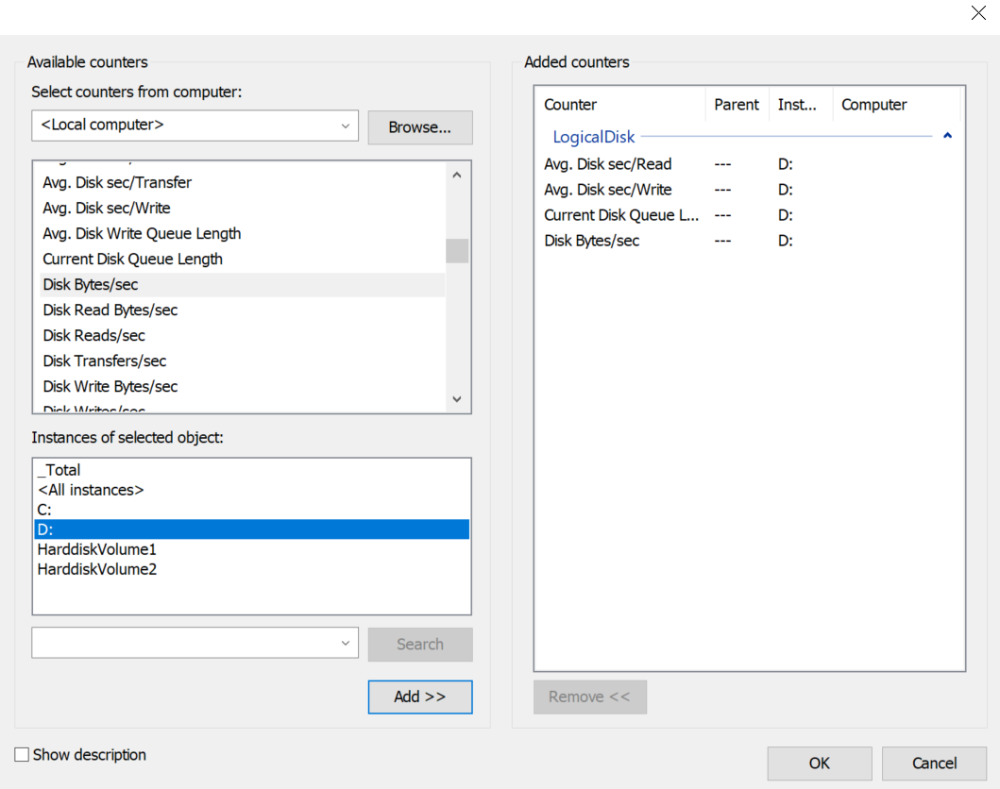 Available counters
Select counters from computer:
<Local computer>
Browse...
Avg. Disk sec/Transfer
Avg. Disk sec/Write
Avg. Disk Write Queue Length
Current Disk Queue Length
Disk Bytes/sec
Disk Read Bytes/sec
Disk Reads/sec
Disk Transfers/sec
Disk Write Bytes/sec
Disk Writes/sec
Instances of selected object:
_Total
<All instances>
C:
D:
HarddiskVolume1
HarddiskVolume2
Search
Add >>
Show description
Added counters
Counter Parent Inst... Computer
LogicalDisk
Avg. Disk sec/Read --- D:
Avg. Disk sec/Write --- D:
Current Disk Queue L... --- D:
Disk Bytes/sec --- D:
Remove <<
OK Cancel